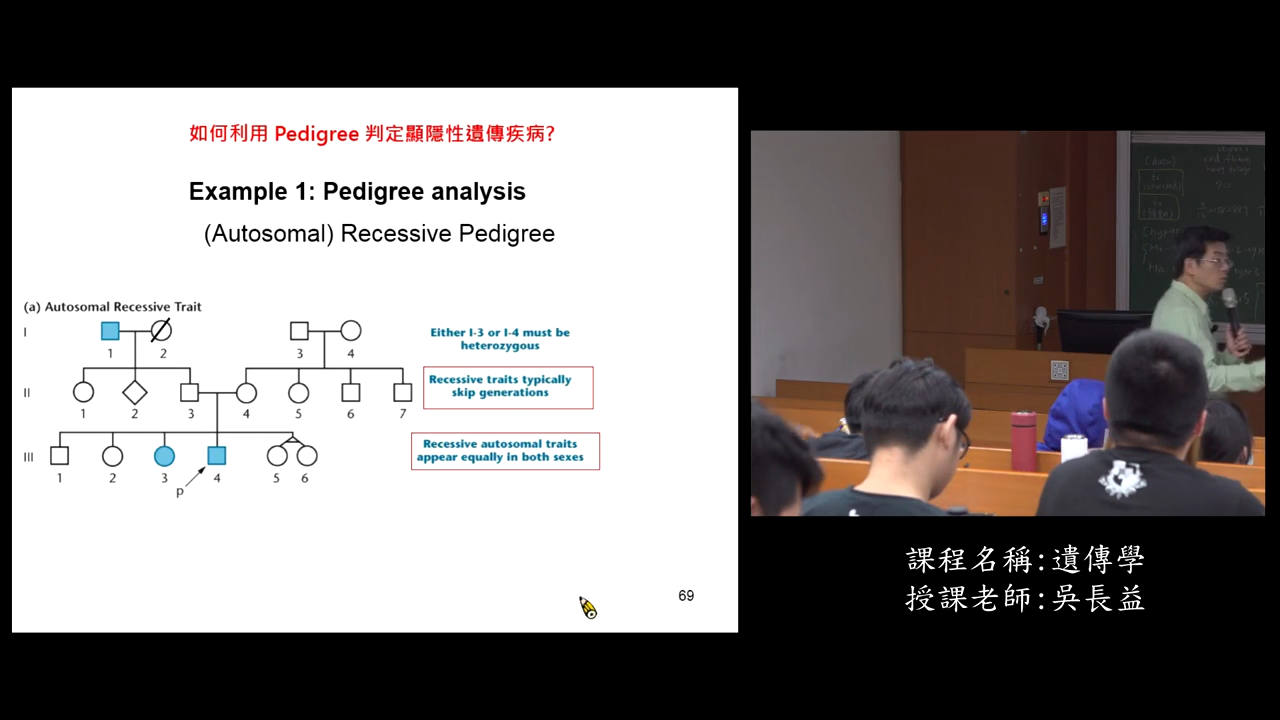 如何利用 Pedigree 判定顯隱性遺傳疾病?
Example 1: Pedigree analysis
(Autosomal) Recessive Pedigree
(a) Autosomal Recessive Trait
I
1
2
3
4
Either I-3 or I-4 must be
heterozygous
II
1
2
3
4
5
6
7
Recessive traits typically
skip generations
III
1
2
3
4
5
6
p
Recessive autosomal traits
appear equally in both sexes
69
課程名稱:遺傳學
授課老師:吳長益